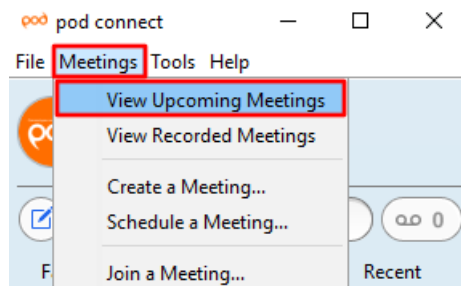 pod pod connect
File Meetings Tools Help
View Upcoming Meetings
View Recorded Meetings
Create a Meeting...
Schedule a Meeting...
0
Join a Meeting...
Recent